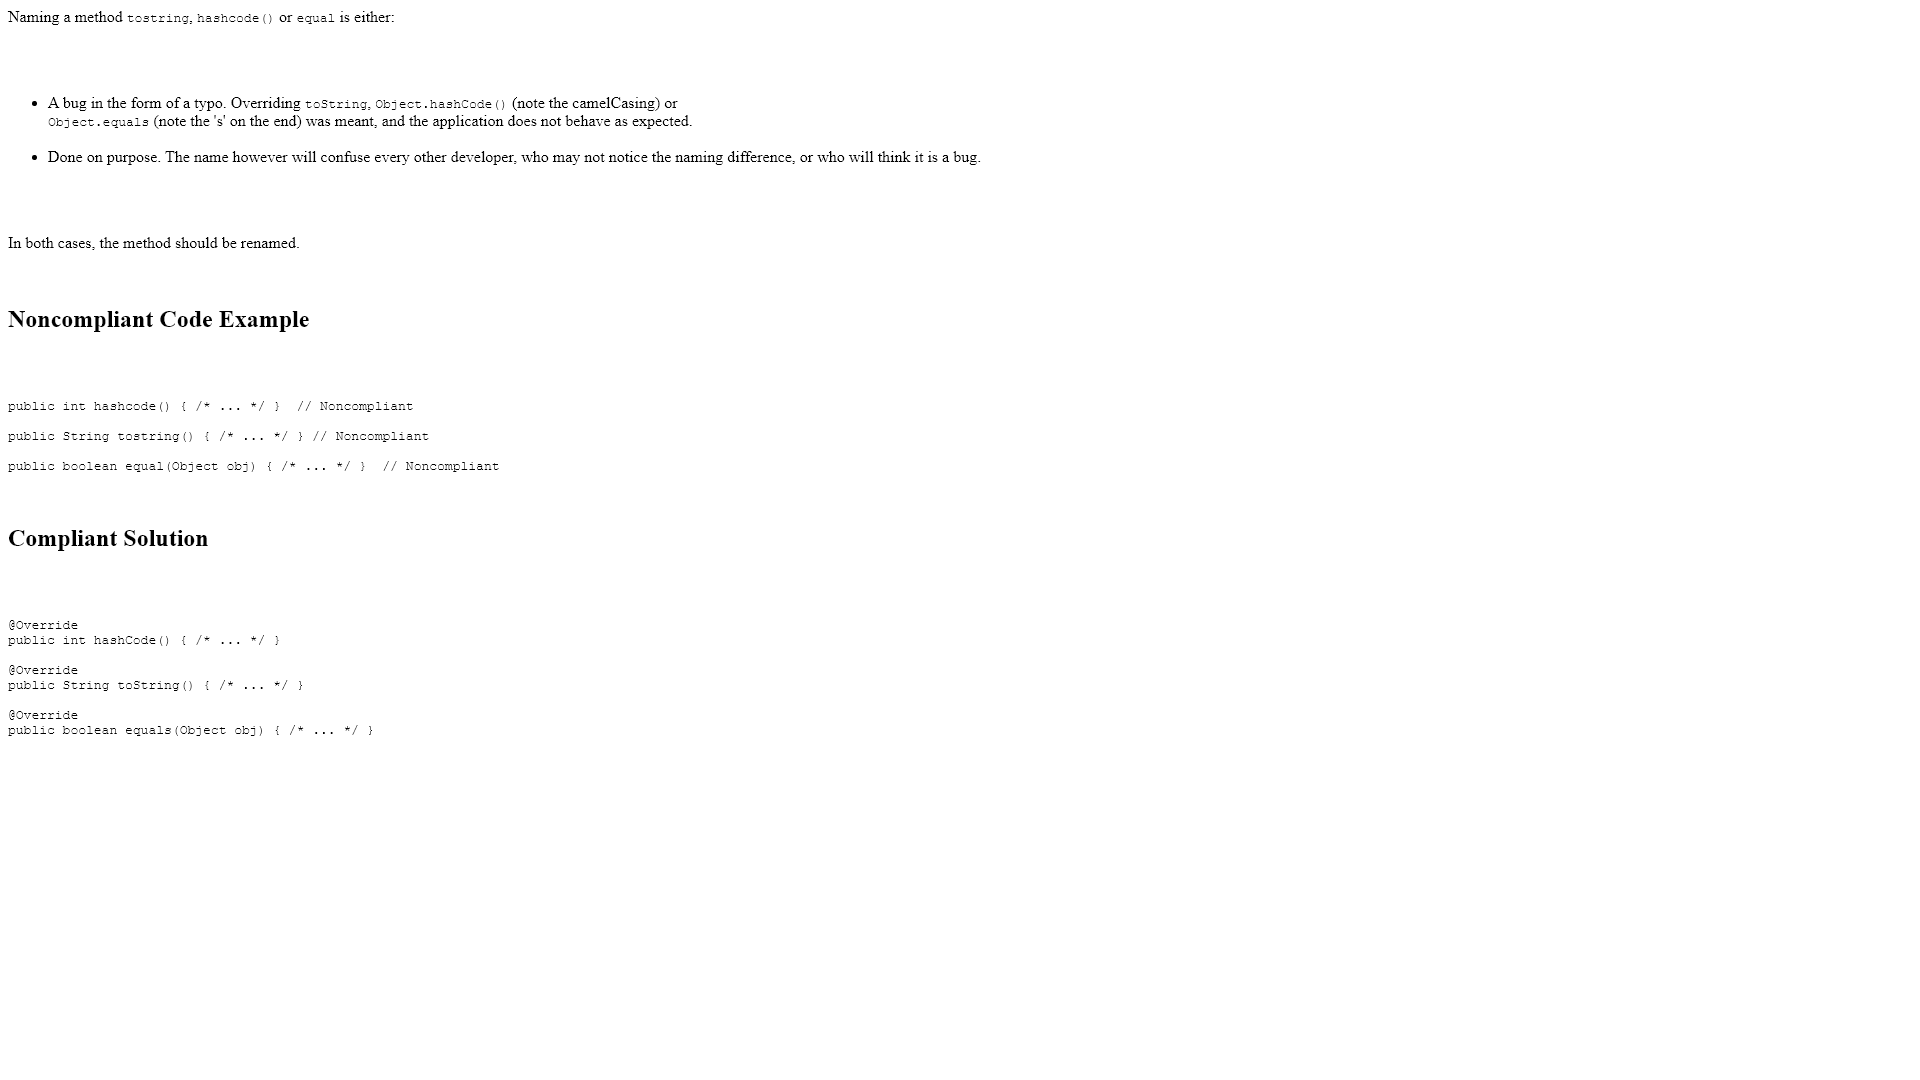 Naming a method tostring, hashcode() or equal is either:
• A bug in the form of a typo. Overriding toString, Object.hashCode() (note the camelCasing) or
Object.equals (note the 's' on the end) was meant, and the application does not behave as expected.
• Done on purpose. The name however will confuse every other developer, who may not notice the naming difference, or who will think it is a bug.
In both cases, the method should be renamed.
Noncompliant Code Example
public int hashcode() { /* ... */ }  // Noncompliant
public String tostring() { /* ... */ } // Noncompliant
public boolean equal(Object obj) { /* ... */ }  // Noncompliant
Compliant Solution
@Override
public int hashCode() { /* ... */ }
@Override
public String toString() { /* ... */ }
@Override
public boolean equals(Object obj) { /* ... */ }